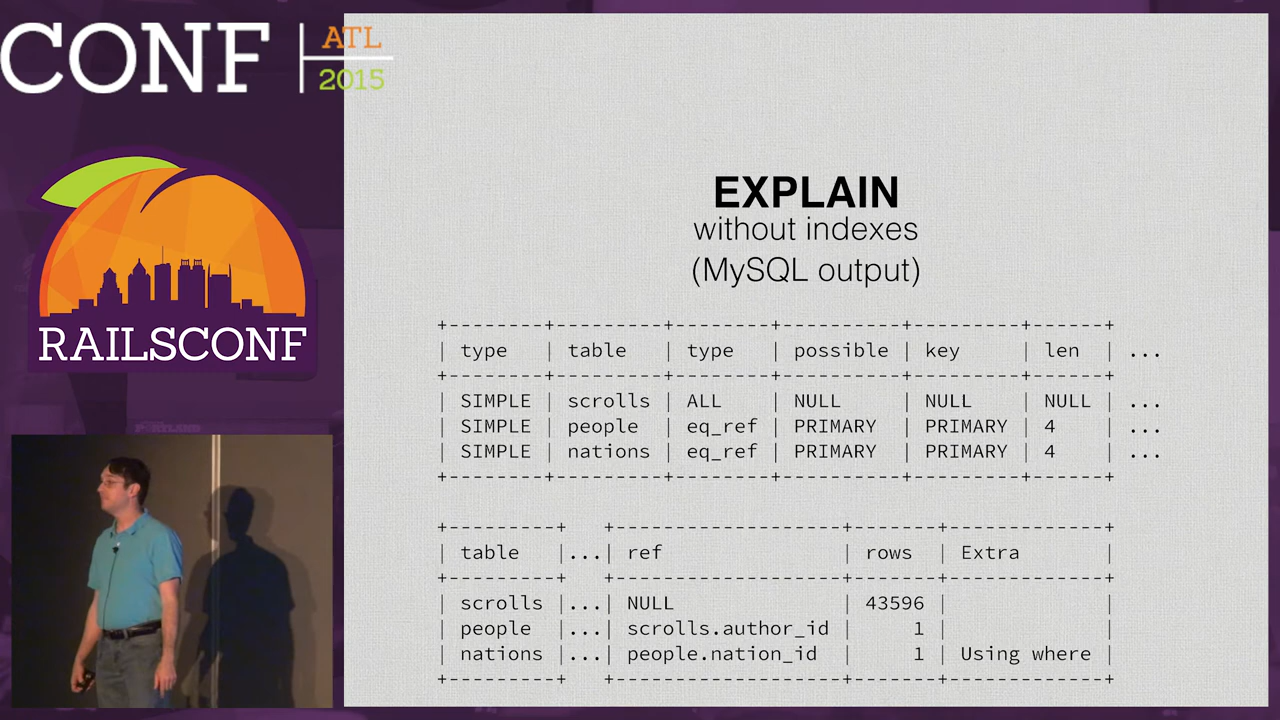 CONF | ATL
2015
RAILSCONF
EXPLAIN
without indexes
(MySQL output)
+--------+---------+--------+----------+---------+------+
| type   | table   | type   | possible | key     | len  | ...
+--------+---------+--------+----------+---------+------+
| SIMPLE | scrolls | ALL    | NULL     | NULL    | NULL | ...
| SIMPLE | people  | eq_ref | PRIMARY  | PRIMARY | 4    | ...
| SIMPLE | nations | eq_ref | PRIMARY  | PRIMARY | 4    | ...
+--------+---------+--------+----------+---------+------+
+---------+   +-------------------+-------+-------------+
| table   |...| ref               | rows  | Extra       |
+---------+   +-------------------+-------+-------------+
| scrolls |...| NULL              | 43596 |             |
| people  |...| scrolls.author_id |     1 |             |
| nations |...| people.nation_id  |     1 | Using where |
+---------+   +-------------------+-------+-------------+